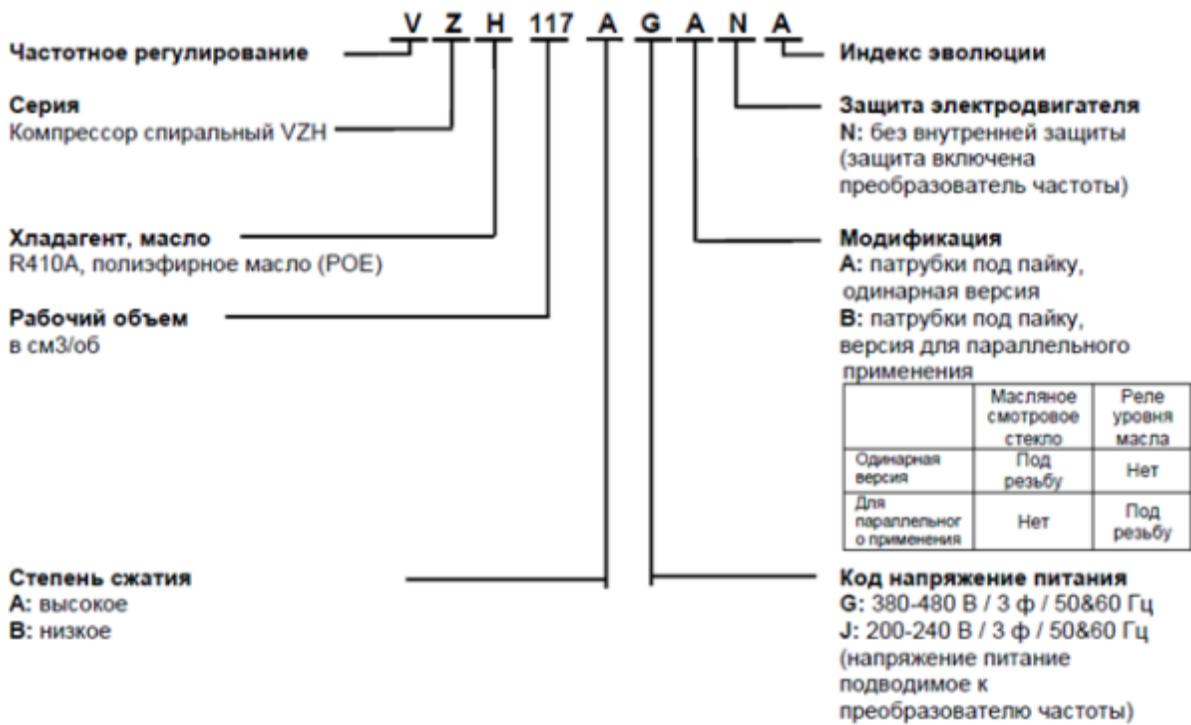 V Z H 117 A G A N A
Частотное регулирование
Серия
Компрессор спиральный VZH
Хладагент, масло
R410A, полиэфирное масло (POE)
Рабочий объем
в см3/об
Степень сжатия
A: высокое
B: низкое
Индекс эволюции
Защита электродвигателя
N: без внутренней защиты
(защита включена
преобразователь частоты)
Модификация
A: патрубки под пайку,
одинарная версия
B: патрубки под пайку,
версия для параллельного
применения
Масляное
смотровое
стекло
Реле
уровня
масла
Одинарная
версия
Под
резьбу
Нет
Для
параллельног
о применения
Нет
Под
резьбу
Код напряжение питания
G: 380-480 В / 3 ф / 50&60 Гц
J: 200-240 В / 3 ф / 50&60 Гц
(напряжение питание
подводимое к
преобразователю частоты)